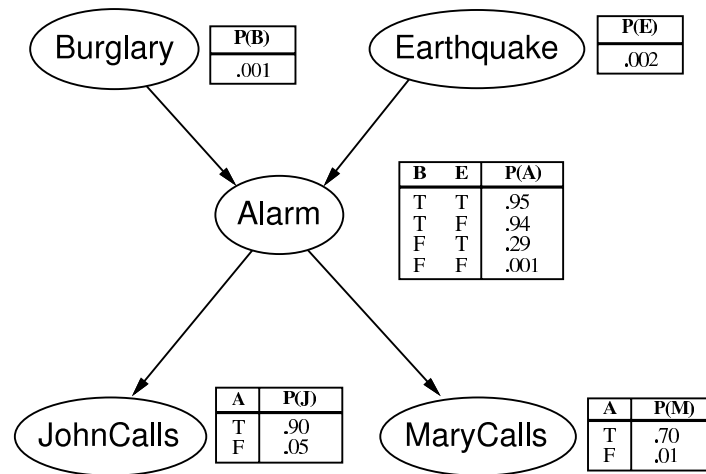 Burglary
P(B)
.001
Earthquake
P(E)
.002
Alarm
B E P(A)
T T .95
T F .94
F T .29
F F .001
JohnCalls
A P(J)
T .90
F .05
MaryCalls
A P(M)
T .70
F .01